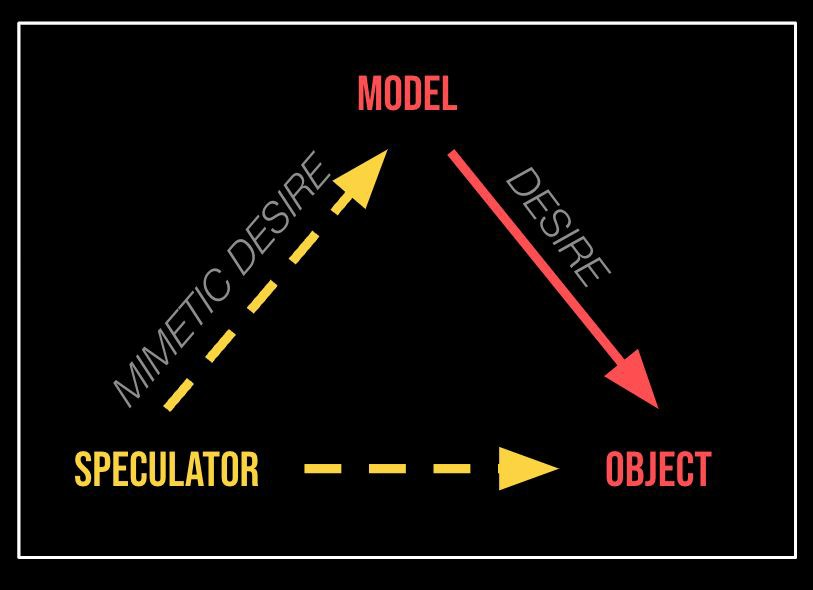 MODEL
MIMETIC DESIRE
DESIRE
SPECULATOR
OBJECT